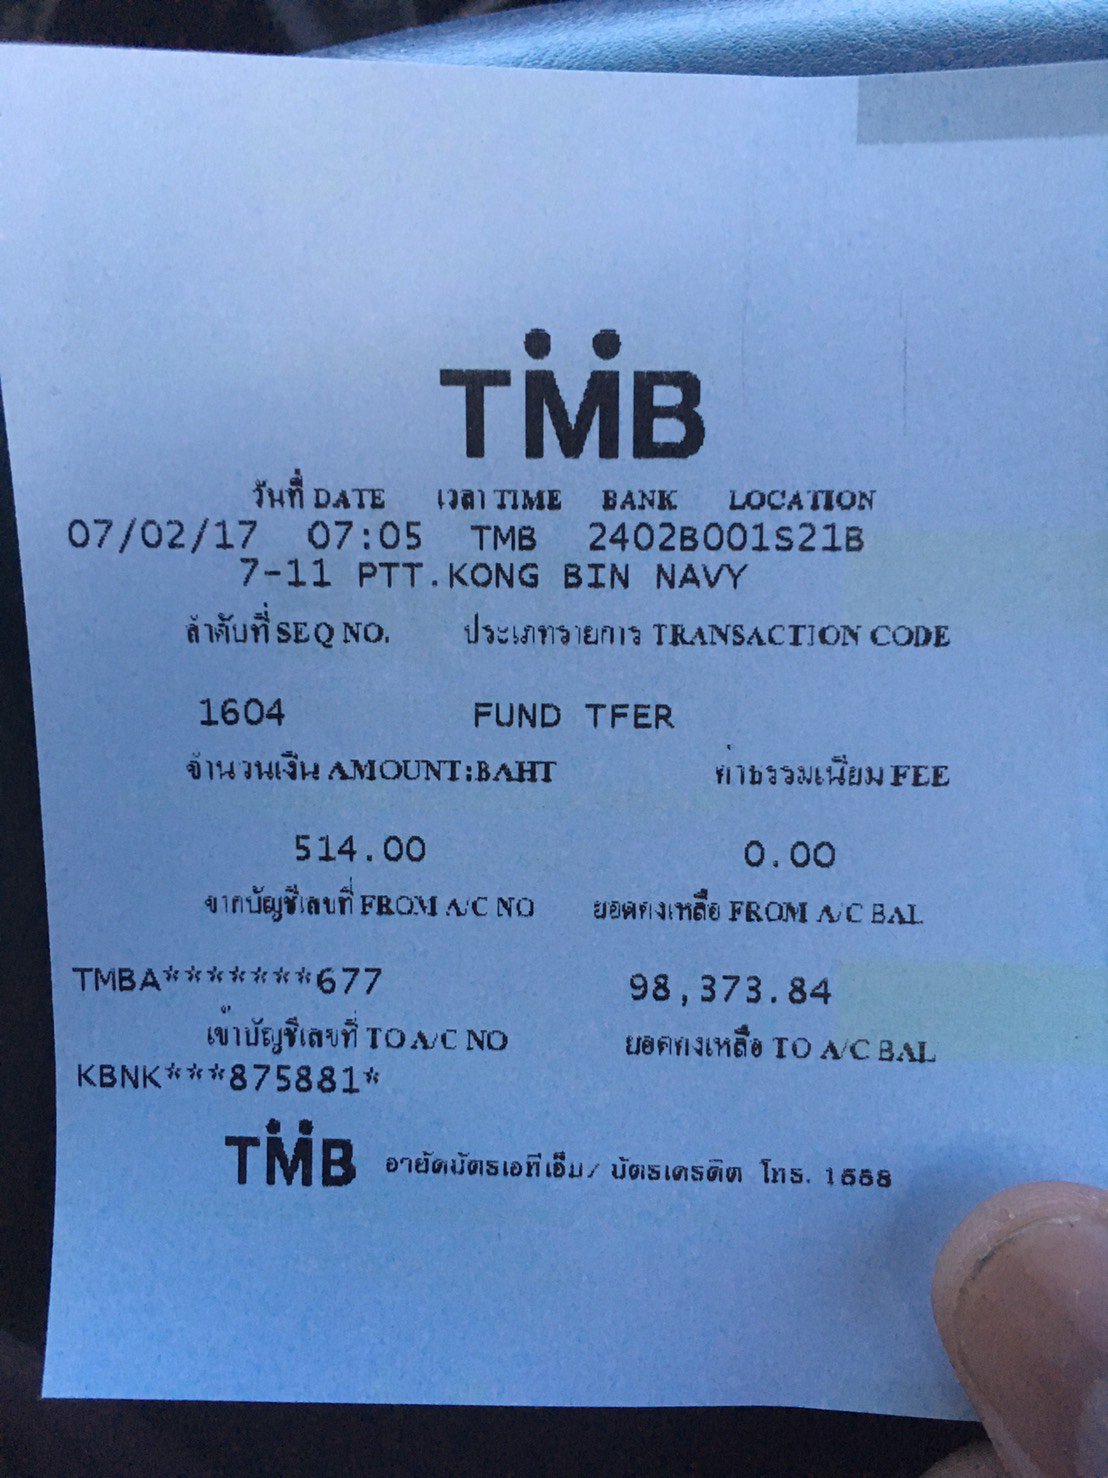 TMB
วันที่ DATE เวลา TIME BANK LOCATION
07/02/17 07:05 TMB 2402B001S21B
7-11 PTT.KONG BIN NAVY
ลำดับที่ SEQ NO. ประเภทรายการ TRANSACTION CODE
1604 FUND TFER
จำนวนเงิน AMOUNT:BAHT ค่าธรรมเนียม FEE
514.00 0.00
จากบัญชีเลขที่ FROM A/C NO ยอดคงเหลือ FROM A/C BAL
TMBA*******677 98,373.84
เข้าบัญชีเลขที่ TO A/C NO ยอดคงเหลือ TO A/C BAL
KBNK***875881*
TMB อายัดบัตรเอทีเอ็ม/ บัตรเครดิต โทร. 1558